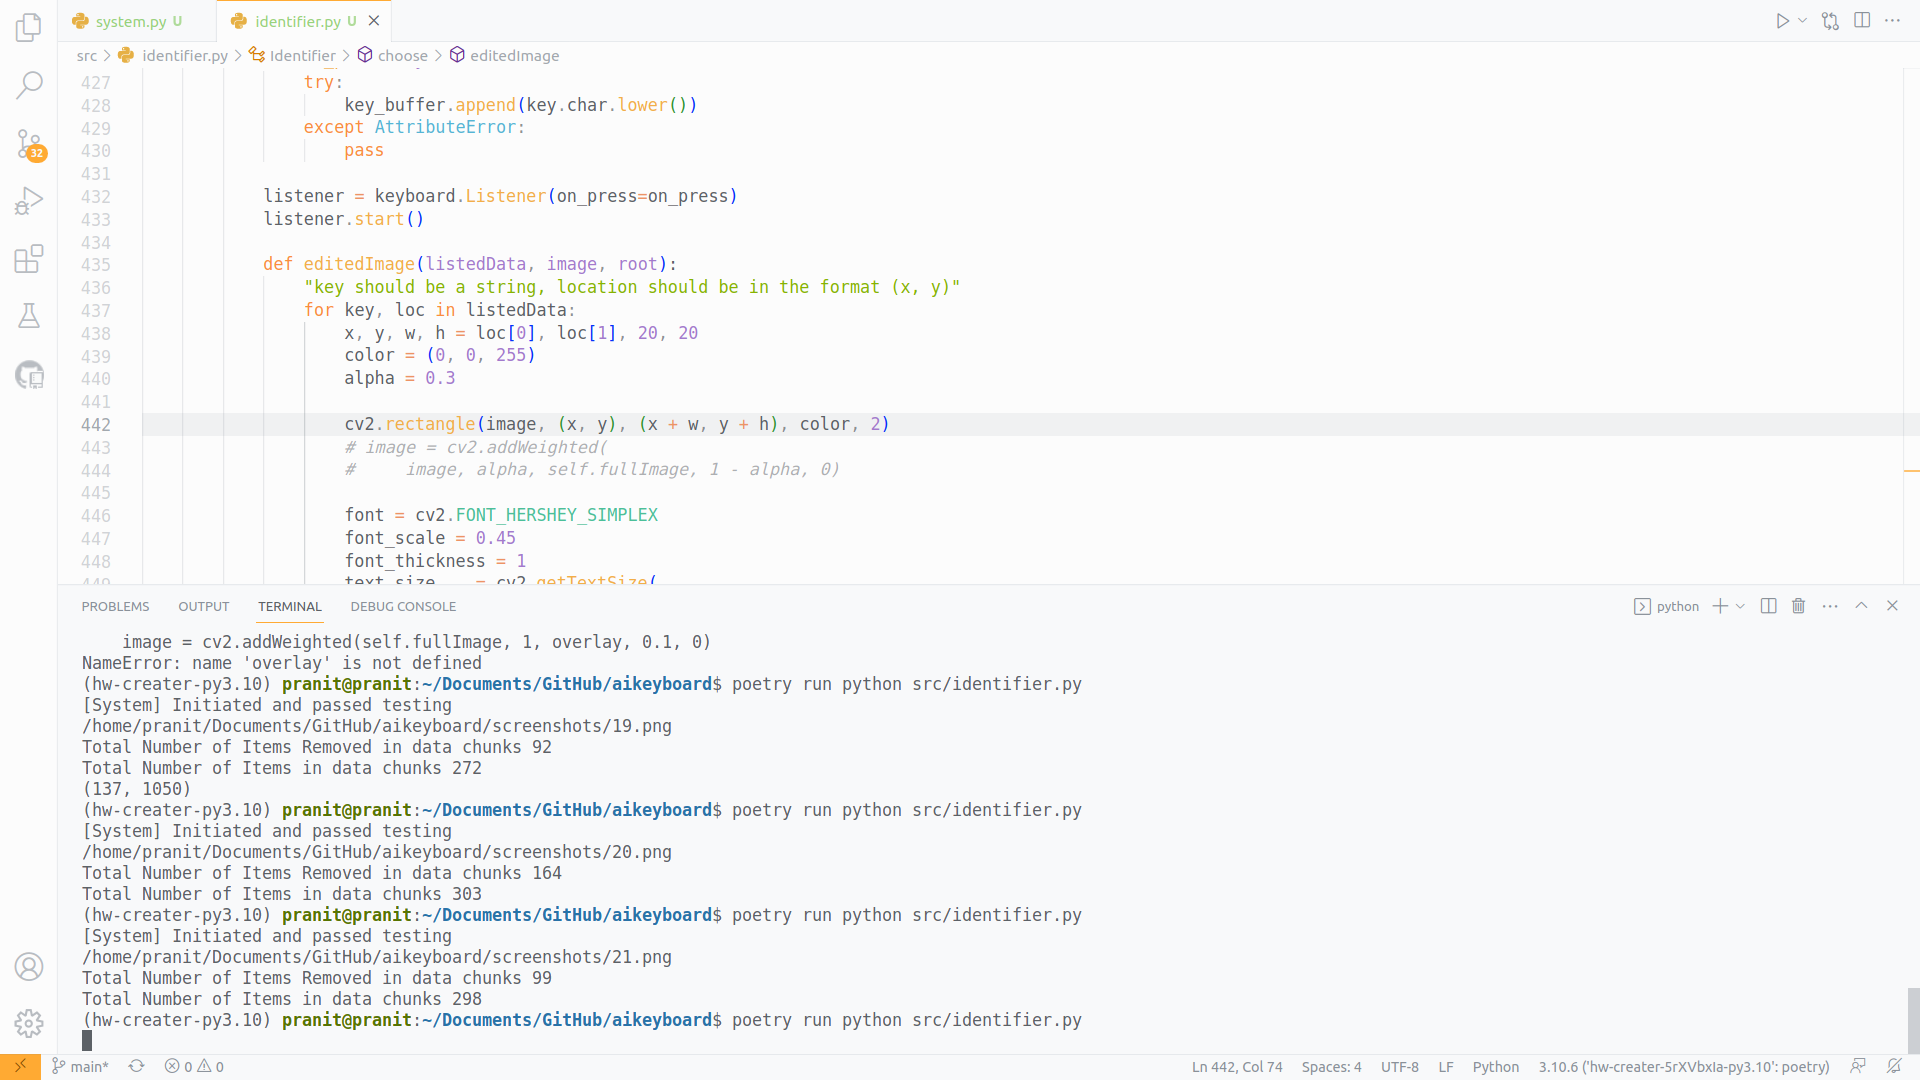 system.py U
identifier.py U
src > identifier.py > Identifier > choose > editedImage
427 try:
428 key_buffer.append(key.char.lower())
429 except AttributeError:
430 pass
431
432 listener = keyboard.Listener(on_press=on_press)
433 listener.start()
434
435 def editedImage(listedData, image, root):
436 "key should be a string, location should be in the format (x, y)"
437 for key, loc in listedData:
438 x, y, w, h = loc[0], loc[1], 20, 20
439 color = (0, 0, 255)
440 alpha = 0.3
441
442 cv2.rectangle(image, (x, y), (x + w, y + h), color, 2)
443 # image = cv2.addWeighted(
444 #     image, alpha, self.fullImage, 1 - alpha, 0)
445
446 font = cv2.FONT_HERSHEY_SIMPLEX
447 font_scale = 0.45
448 font_thickness = 1
449 text_size, _ = cv2.getTextSize(
32
PROBLEMS OUTPUT TERMINAL DEBUG CONSOLE python
image = cv2.addWeighted(self.fullImage, 1, overlay, 0.1, 0)
NameError: name 'overlay' is not defined
(hw-creater-py3.10) pranit@pranit:~/Documents/GitHub/aikeyboard$ poetry run python src/identifier.py
[System] Initiated and passed testing
/home/pranit/Documents/GitHub/aikeyboard/screenshots/19.png
Total Number of Items Removed in data chunks 92
Total Number of Items in data chunks 272
(137, 1050)
(hw-creater-py3.10) pranit@pranit:~/Documents/GitHub/aikeyboard$ poetry run python src/identifier.py
[System] Initiated and passed testing
/home/pranit/Documents/GitHub/aikeyboard/screenshots/20.png
Total Number of Items Removed in data chunks 164
Total Number of Items in data chunks 303
(hw-creater-py3.10) pranit@pranit:~/Documents/GitHub/aikeyboard$ poetry run python src/identifier.py
[System] Initiated and passed testing
/home/pranit/Documents/GitHub/aikeyboard/screenshots/21.png
Total Number of Items Removed in data chunks 99
Total Number of Items in data chunks 298
(hw-creater-py3.10) pranit@pranit:~/Documents/GitHub/aikeyboard$ poetry run python src/identifier.py
main* 0 0 Ln 442, Col 74 Spaces: 4 UTF-8 LF Python 3.10.6 ('hw-creater-5rXVbxIa-py3.10': poetry)